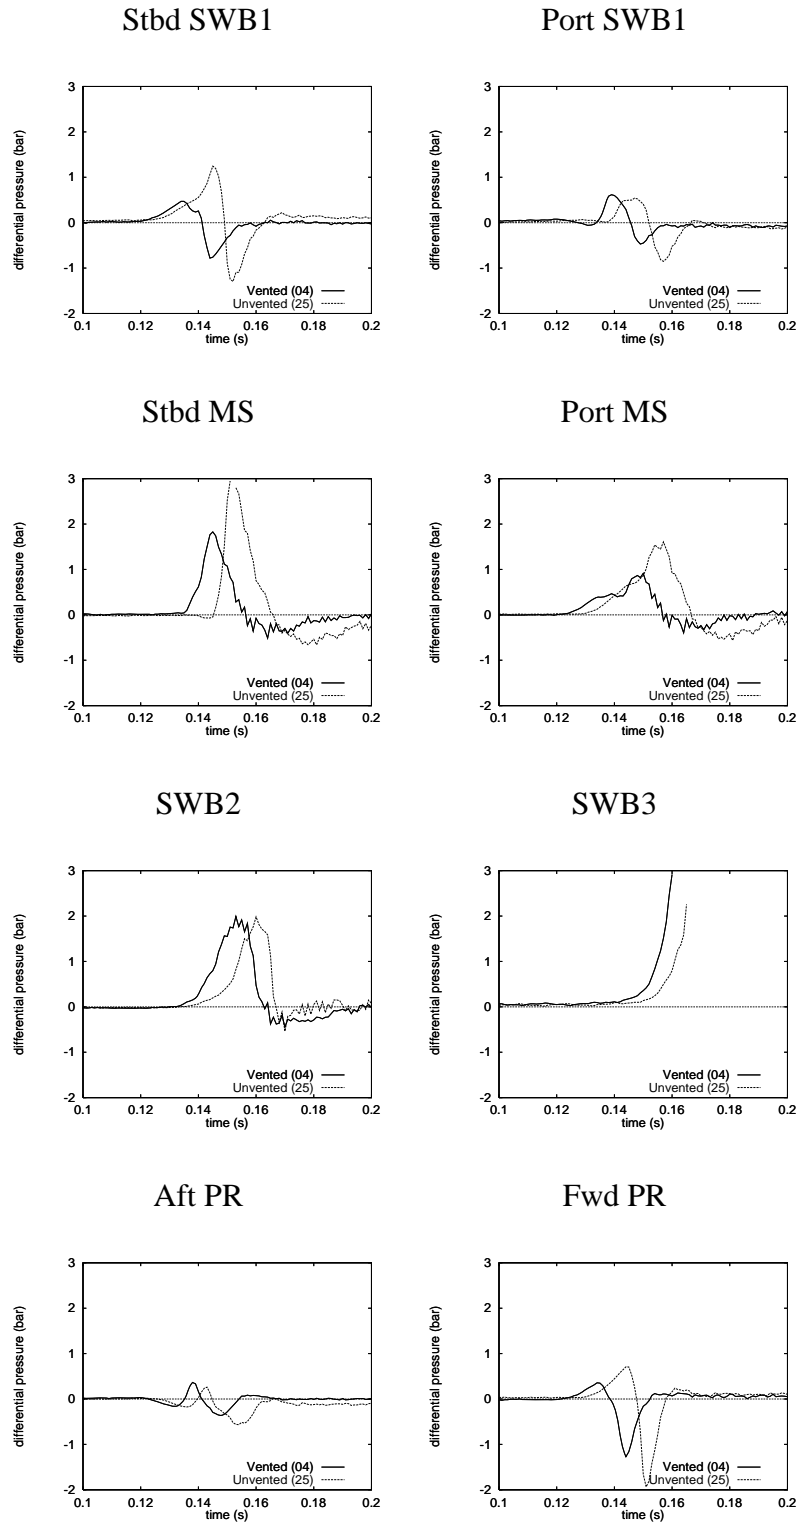 Stbd SWB1
Port SWB1
3
2
1
0
-1
-2
differential pressure (bar)
Vented (04)
Unvented (25)
0.1 0.12 0.14 0.16 0.18 0.2
time (s)
3
2
1
0
-1
-2
differential pressure (bar)
Vented (04)
Unvented (25)
0.1 0.12 0.14 0.16 0.18 0.2
time (s)
Stbd MS
Port MS
3
2
1
0
-1
-2
differential pressure (bar)
Vented (04)
Unvented (25)
0.1 0.12 0.14 0.16 0.18 0.2
time (s)
3
2
1
0
-1
-2
differential pressure (bar)
Vented (04)
Unvented (25)
0.1 0.12 0.14 0.16 0.18 0.2
time (s)
SWB2
SWB3
3
2
1
0
-1
-2
differential pressure (bar)
Vented (04)
Unvented (25)
0.1 0.12 0.14 0.16 0.18 0.2
time (s)
3
2
1
0
-1
-2
differential pressure (bar)
Vented (04)
Unvented (25)
0.1 0.12 0.14 0.16 0.18 0.2
time (s)
Aft PR
Fwd PR
3
2
1
0
-1
-2
differential pressure (bar)
Vented (04)
Unvented (25)
0.1 0.12 0.14 0.16 0.18 0.2
time (s)
3
2
1
0
-1
-2
differential pressure (bar)
Vented (04)
Unvented (25)
0.1 0.12 0.14 0.16 0.18 0.2
time (s)